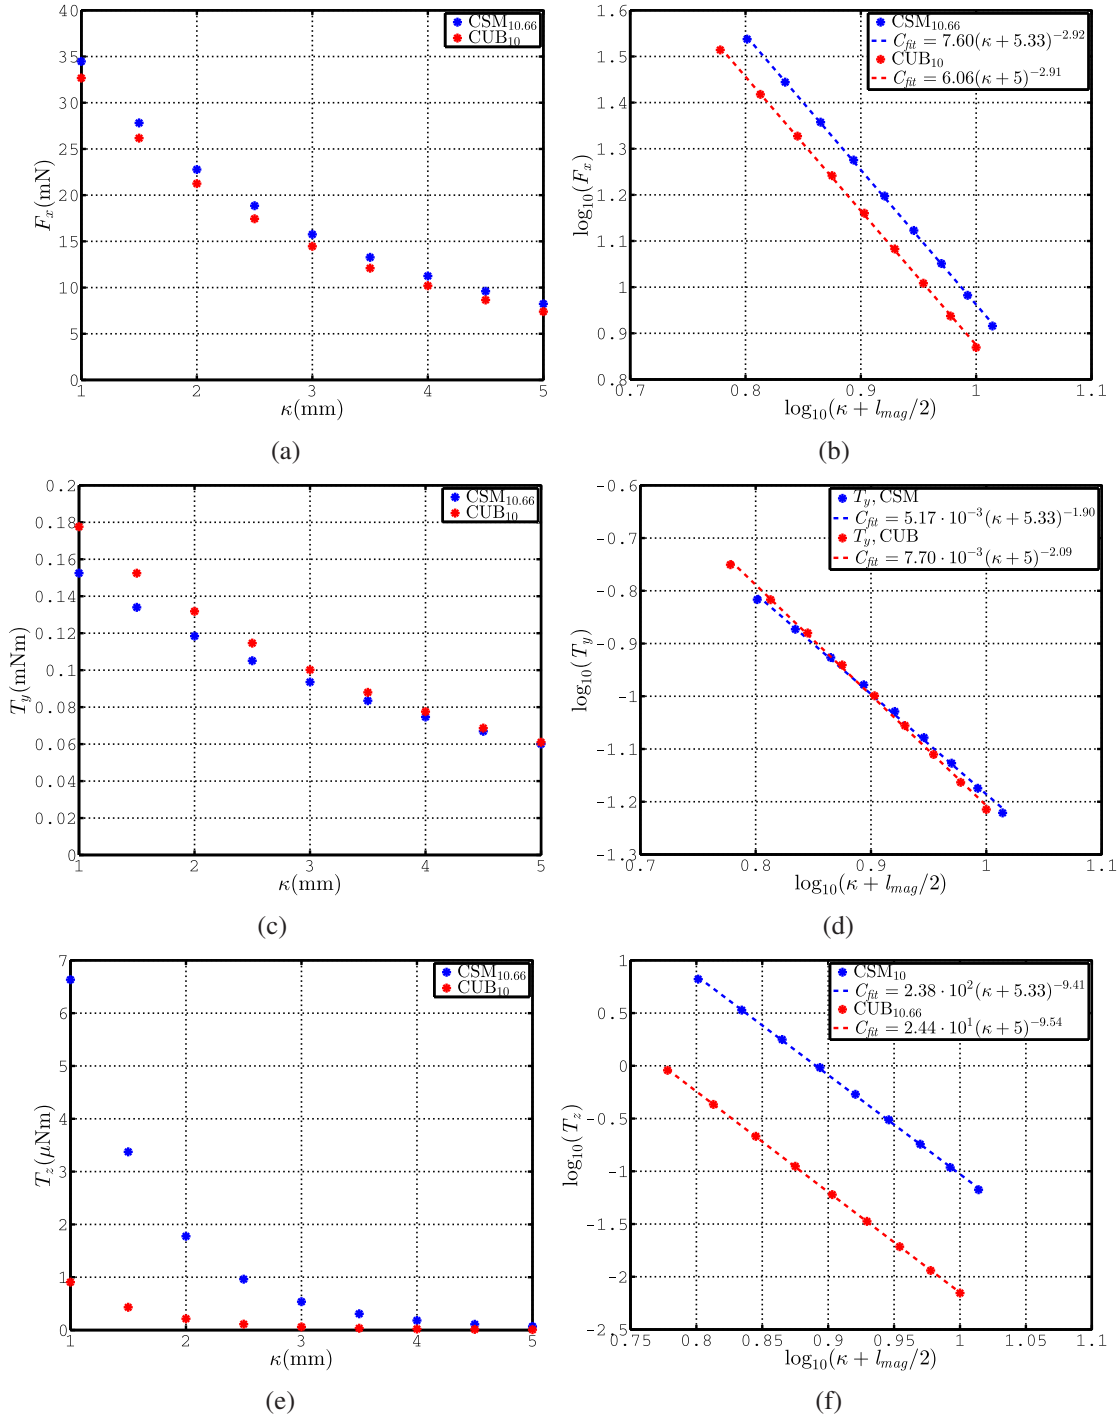 40
35
30
25
20
15
10
5
0
F_x(mN)
1
2
3
4
5
κ(mm)
CSM_10.66
CUB_10
(a)
1.6
1.5
1.4
1.3
1.2
1.1
1
0.9
0.8
log_10(F_x)
0.7
0.8
0.9
1
1.1
log_10(κ + l_mag/2)
CSM_10.66
C_fit = 7.60(κ + 5.33)^−2.92
CUB_10
C_fit = 6.06(κ + 5)^−2.91
(b)
0.2
0.18
0.16
0.14
0.12
0.1
0.08
0.06
0.04
0.02
0
T_y(mNm)
1
2
3
4
5
κ(mm)
CSM_10.66
CUB_10
(c)
−0.6
−0.7
−0.8
−0.9
−1
−1.1
−1.2
−1.3
log_10(T_y)
0.7
0.8
0.9
1
1.1
log_10(κ + l_mag/2)
T_y, CSM
C_fit = 5.17 · 10^−3(κ + 5.33)^−1.90
T_y, CUB
C_fit = 7.70 · 10^−3(κ + 5)^−2.09
(d)
7
6
5
4
3
2
1
0
T_z(μNm)
1
2
3
4
5
κ(mm)
CSM_10.66
CUB_10
(e)
1
0.5
0
−0.5
−1
−1.5
−2
−2.5
log_10(T_z)
0.75
0.8
0.85
0.9
0.95
1
1.05
1.1
log_10(κ + l_mag/2)
CSM_10
C_fit = 2.38 · 10^2(κ + 5.33)^−9.41
CUB_10.66
C_fit = 2.44 · 10^1(κ + 5)^−9.54
(f)